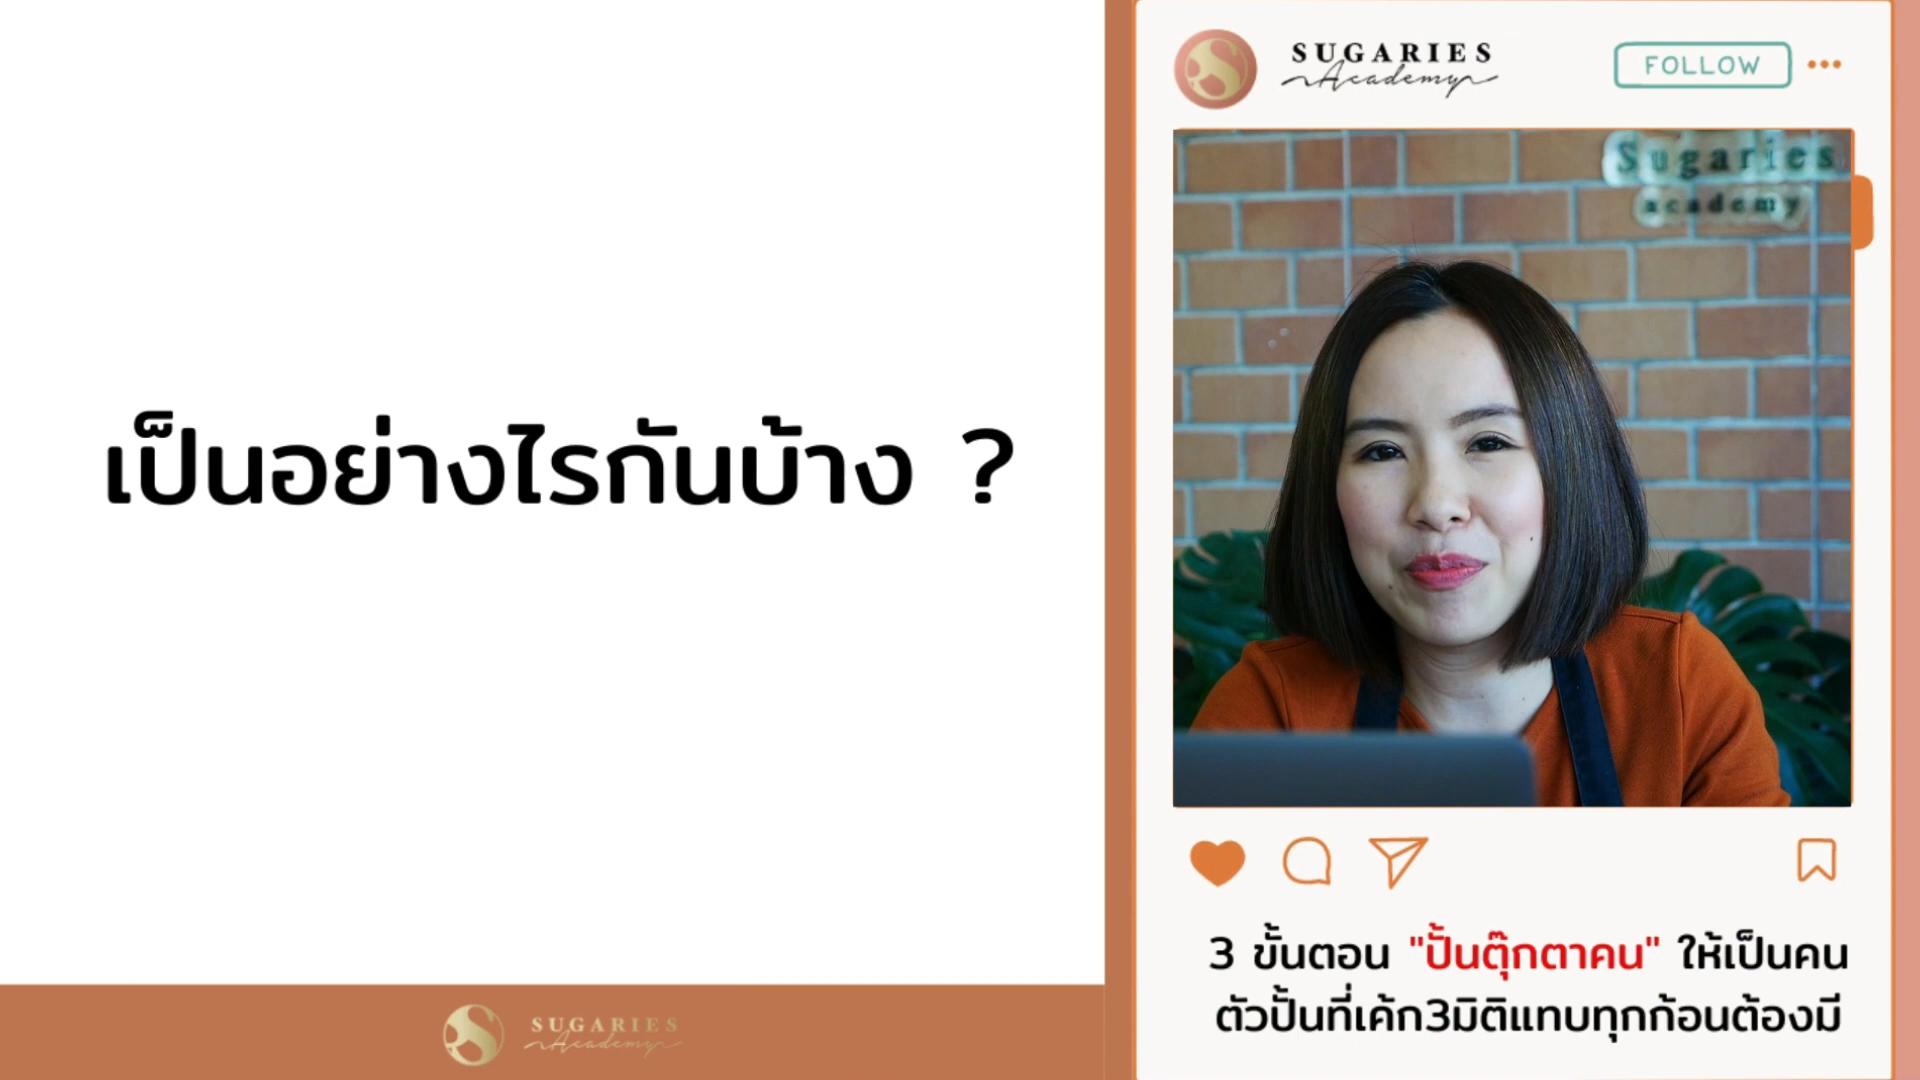 เป็นอย่างไรกันบ้าง ?
SUGARIES
Academy
SUGARIES
Academy
FOLLOW
Sugaries
academy
3 ขั้นตอน "ปั้นตุ๊กตาคน" ให้เป็นคน
ตัวปั้นที่เค้ก3มิติแทบทุกก้อนต้องมี